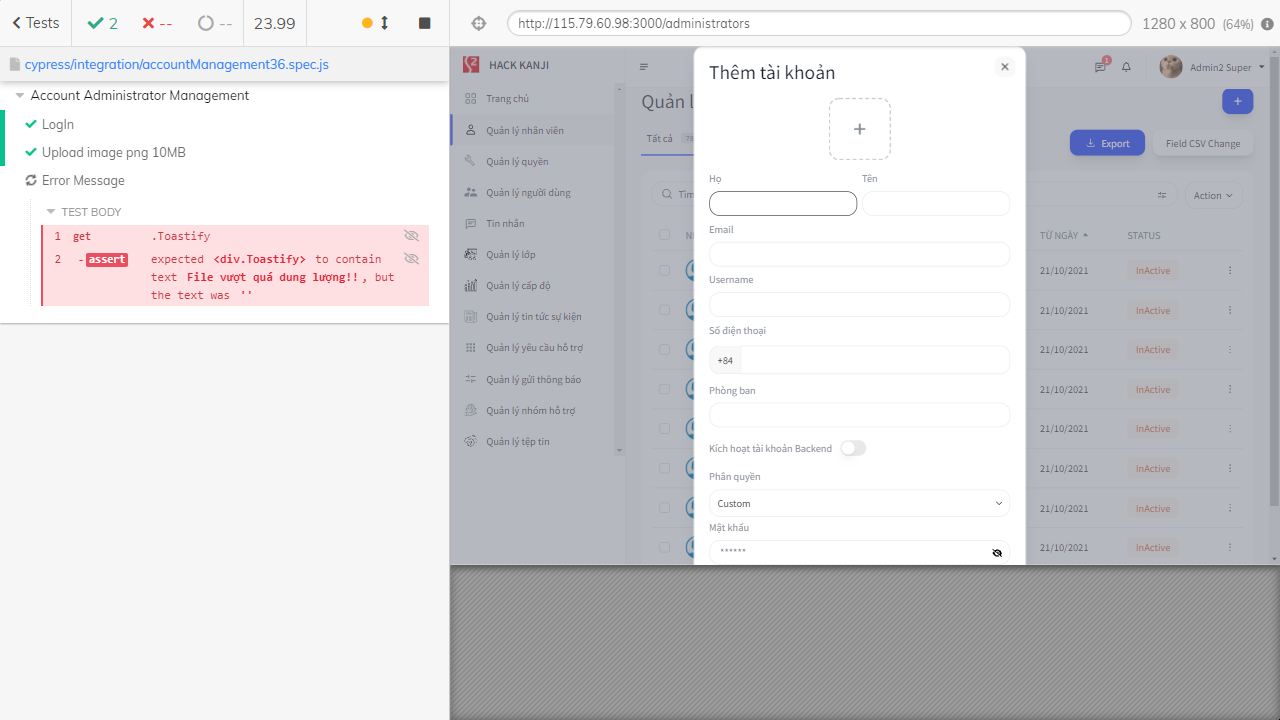 Tests
2
--
--
23.99
http://115.79.60.98:3000/administrators
1280 x 800 (64%)
cypress/integration/accountManagement36.spec.js
Account Administrator Management
LogIn
Upload image png 10MB
Error Message
TEST BODY
1 get .Toastify
2 -assert expected <div.Toastify> to contain
text File vượt quá dung lượng!!, but
the text was ''
HACK KANJI
Trang chủ
Quản lý nhân viên
Quản lý quyền
Quản lý người dùng
Tin nhắn
Quản lý lớp
Quản lý cấp độ
Quản lý tin tức sự kiện
Quản lý yêu cầu hỗ trợ
Quản lý gửi thông báo
Quản lý nhóm hỗ trợ
Quản lý tệp tin
1
Admin2 Super
Quản l
+
Tất cả
Export
Field CSV Change
Tìm
Action
TỪ NGÀY
STATUS
21/10/2021 InActive
21/10/2021 InActive
21/10/2021 InActive
21/10/2021 InActive
21/10/2021 InActive
21/10/2021 InActive
21/10/2021 InActive
21/10/2021 InActive
Thêm tài khoản
×
+
Họ
Tên
Email
Username
Số điện thoại
+84
Phòng ban
Kích hoạt tài khoản Backend
Phân quyền
Custom
Mật khẩu
******